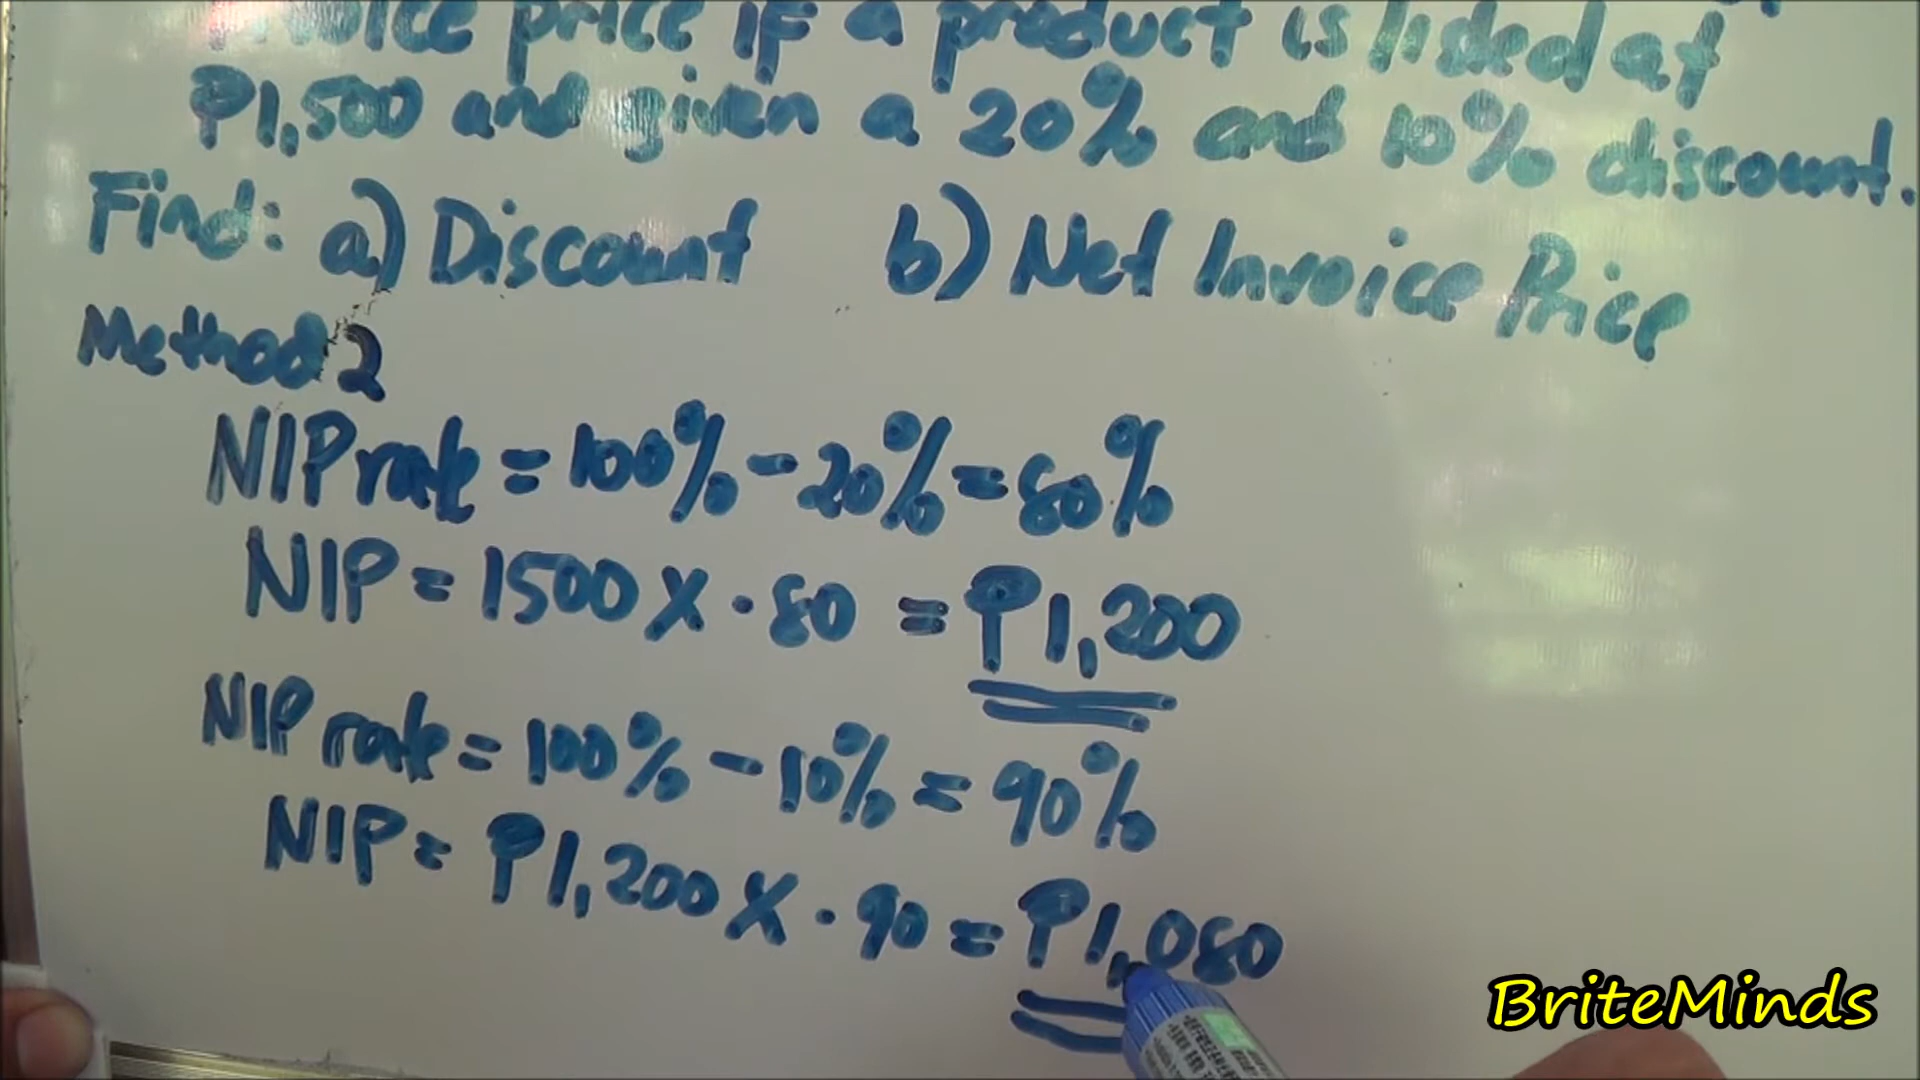 Invoice price if a product is listed at
₱1,500 and given a 20% and 10% discount.
Find: a) Discount b) Net Invoice Price
Method 2
NIP rate = 100% - 20% = 80%
NIP = 1500 X .80 = ₱1,200
NIP rate = 100% - 10% = 90%
NIP = ₱1,200 X .90 = ₱1,080
BriteMinds